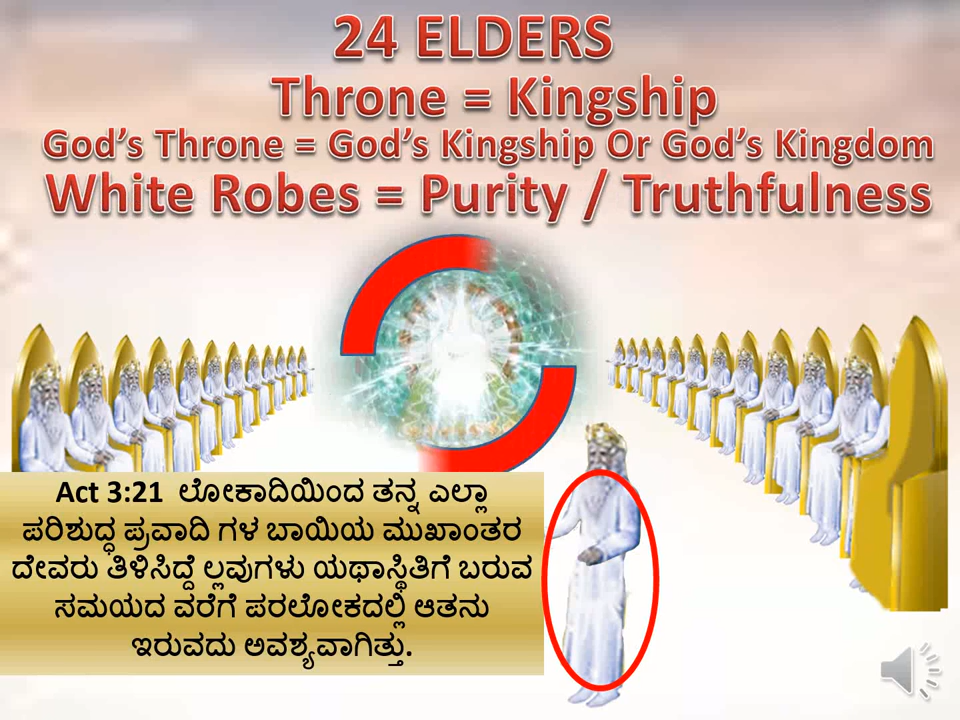 24 ELDERS
Throne = Kingship
God’s Throne = God’s Kingship Or God’s Kingdom
White Robes = Purity / Truthfulness
Act 3:21 ಲೋಕಾದಿಯಿಂದ ತನ್ನ ಎಲ್ಲಾ
ಪರಿಶುದ್ಧ ಪ್ರವಾದಿ ಗಳ ಬಾಯಿಯ ಮುಖಾಂತರ
ದೇವರು ತಿಳಿಸಿದ್ದೆ ಲ್ಲವುಗಳು ಯಥಾಸ್ಥಿತಿಗೆ ಬರುವ
ಸಮಯದ ವರೆಗೆ ಪರಲೋಕದಲ್ಲಿ ಆತನು
ಇರುವದು ಅವಶ್ಯವಾಗಿತ್ತು.